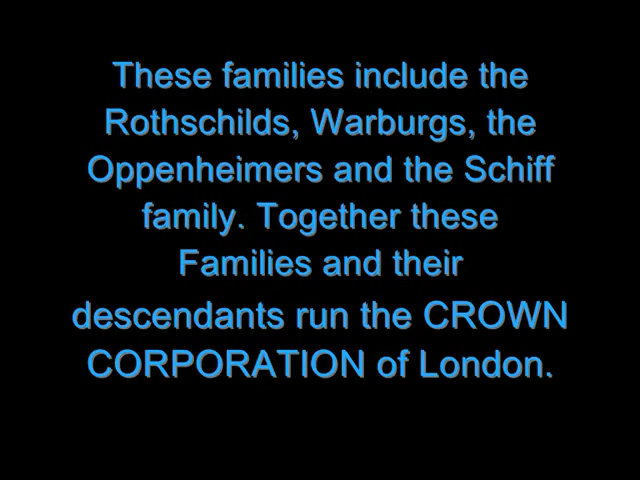 These families include the
Rothschilds, Warburgs, the
Oppenheimers and the Schiff
family. Together these
Families and their
descendants run the CROWN
CORPORATION of London.